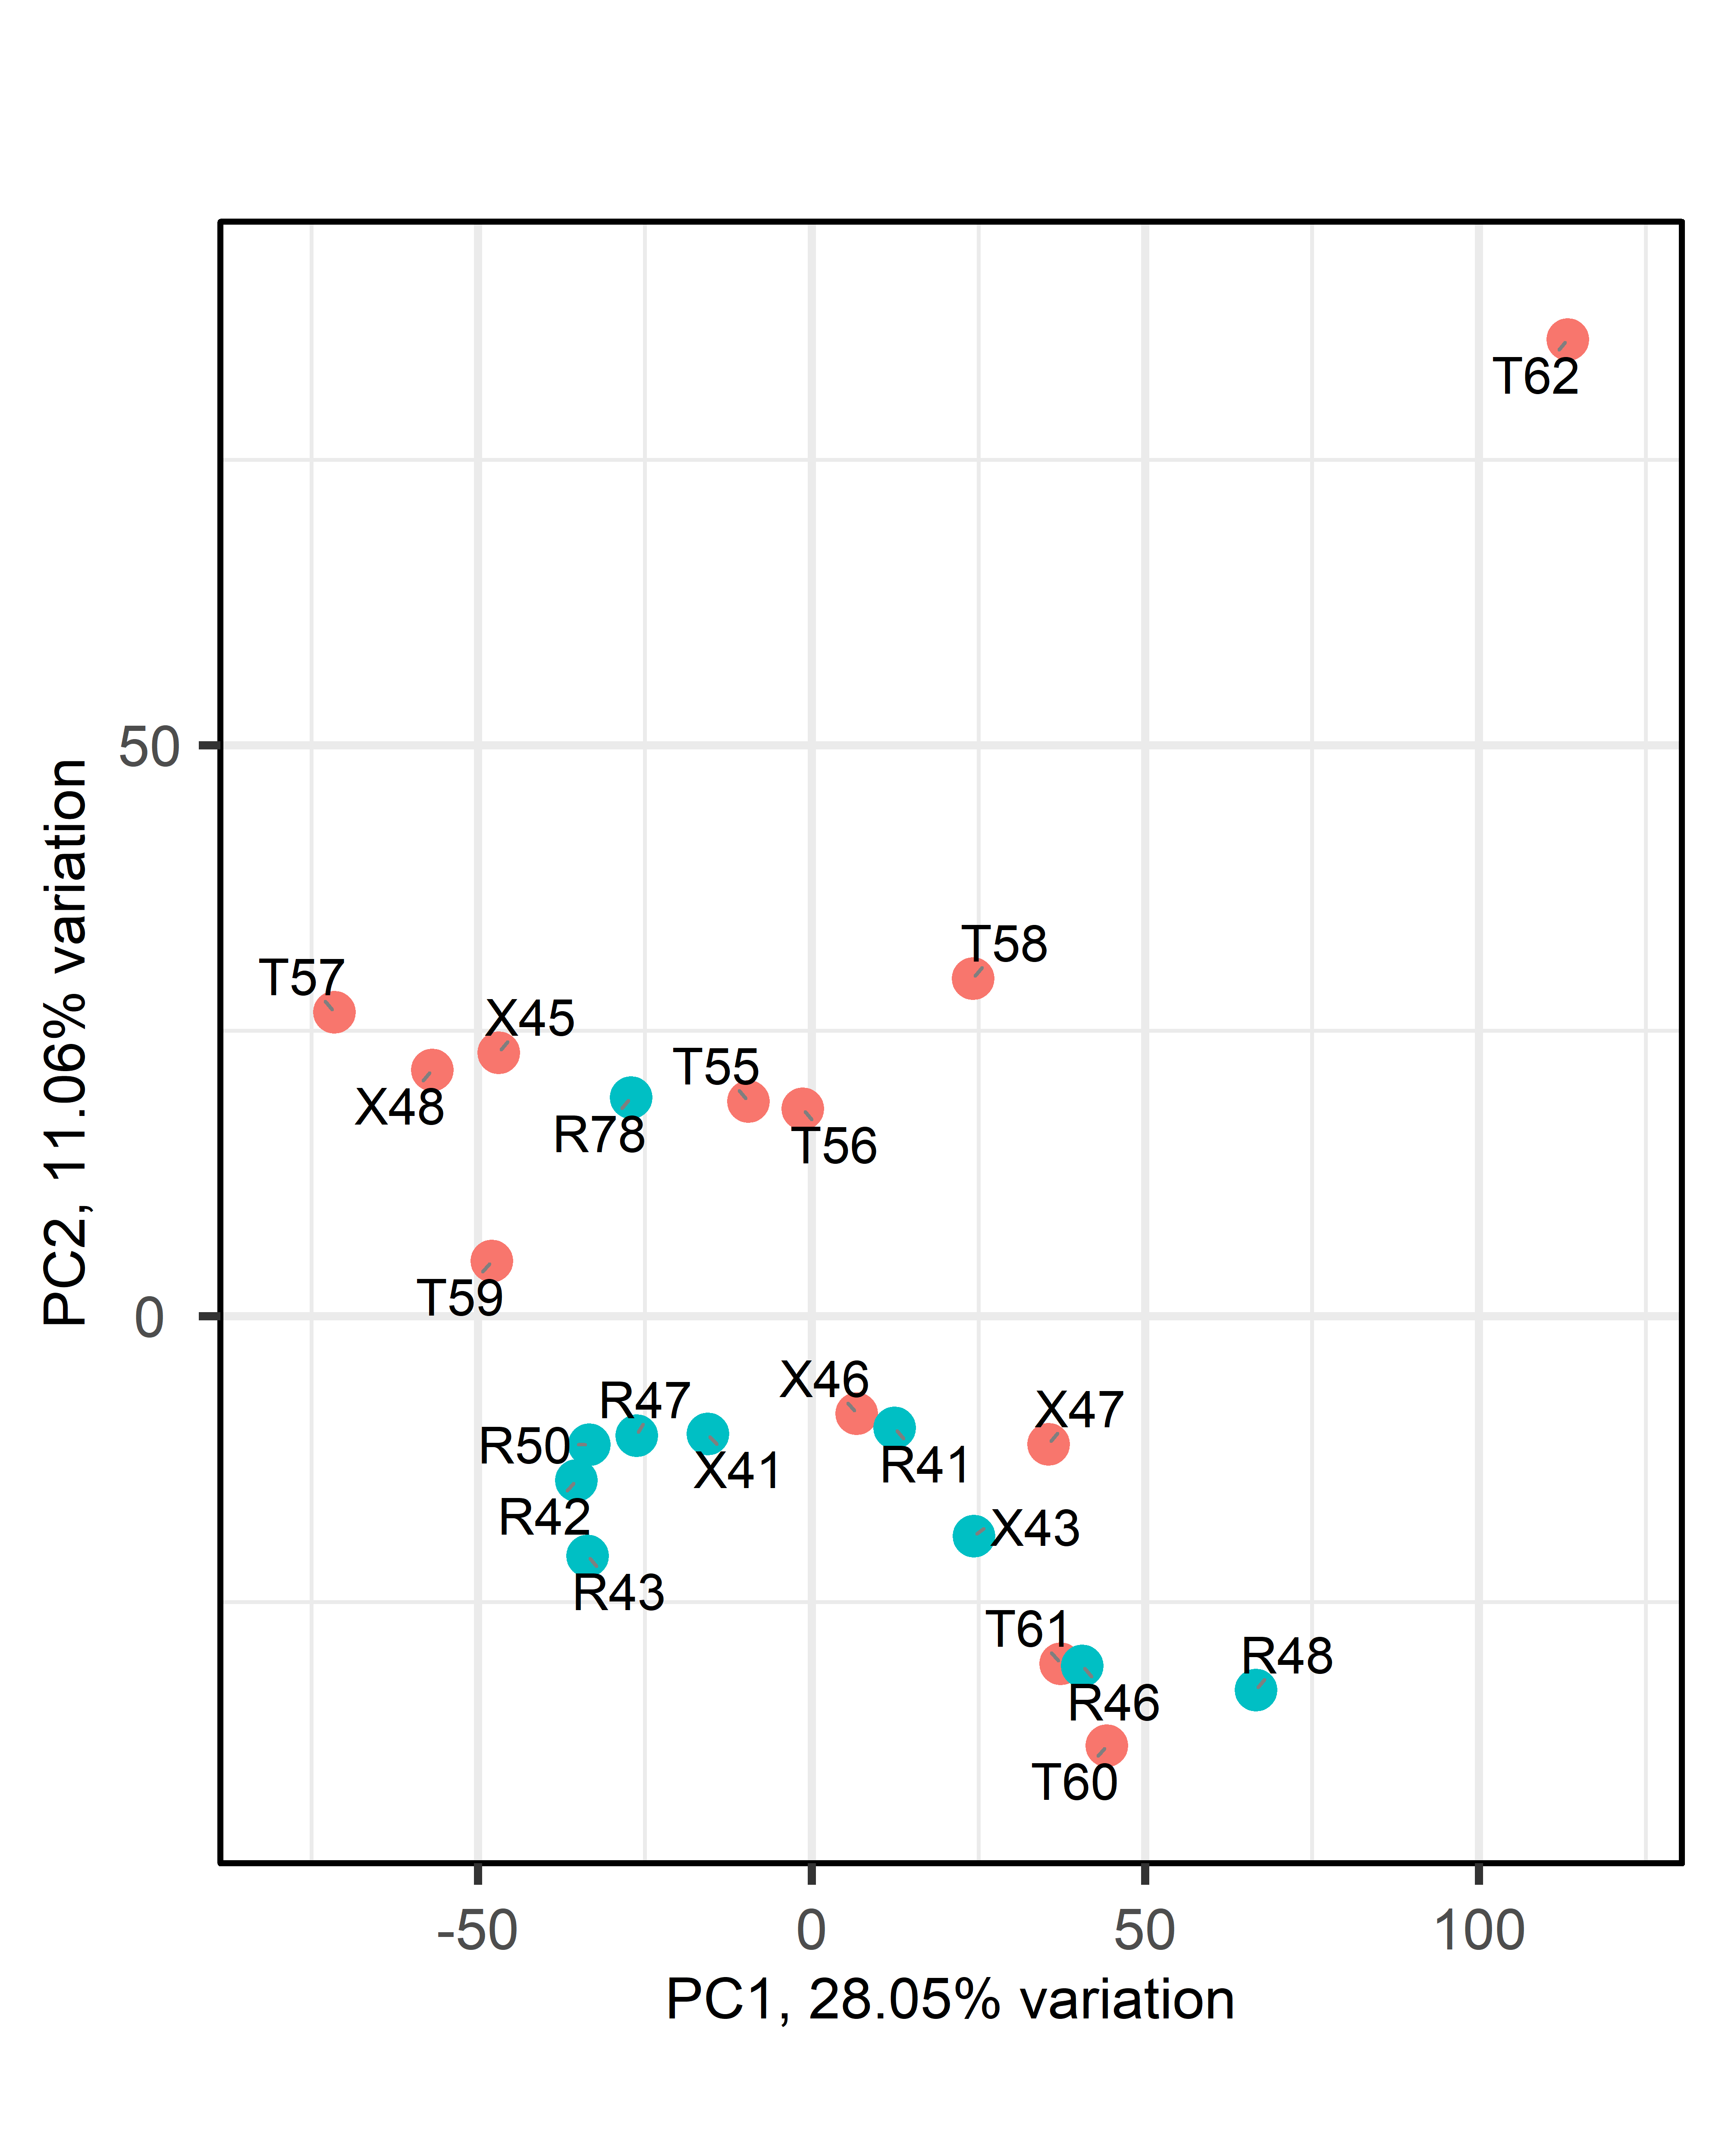 T62
50
T58
T57
X45
T55
X48
R78
T56
T59
0
X46
R47
X47
R50
R41
X41
R42
X43
R43
T61
R48
R46
T60
-50 0 50 100
PC1, 28.05% variation
PC2, 11.06% variation